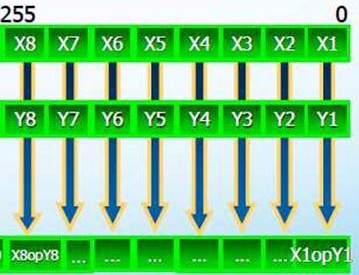 255 0
X8 X7 X6 X5 X4 X3 X2 X1
Y8 Y7 Y6 Y5 Y4 Y3 Y2 Y1
X8opY8 ... ... ... ... ... ... X1opY1